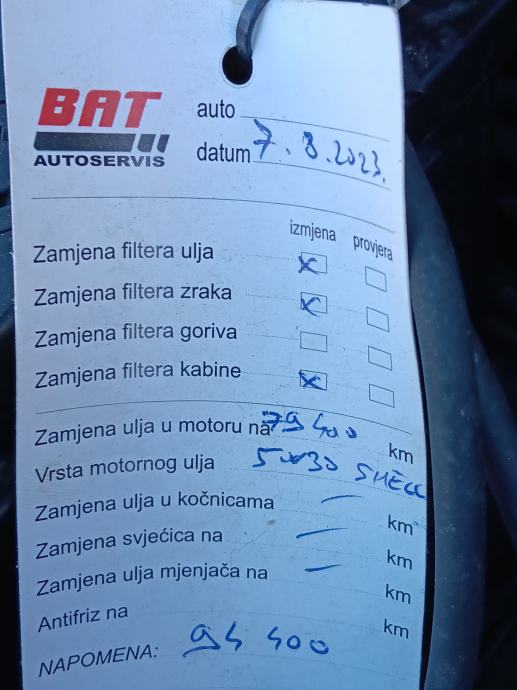 BAT
AUTOSERVIS
auto
datum 7.8.2023.
izmjena provjera
Zamjena filtera ulja x
Zamjena filtera zraka x
Zamjena filtera goriva
Zamjena filtera kabine x
Zamjena ulja u motoru na 79 400 km
Vrsta motornog ulja 5w30 SHELL
Zamjena ulja u kočnicama — km
Zamjena svjećica na — km
Zamjena ulja mjenjača na — km
Antifriz na km
NAPOMENA: 94 400